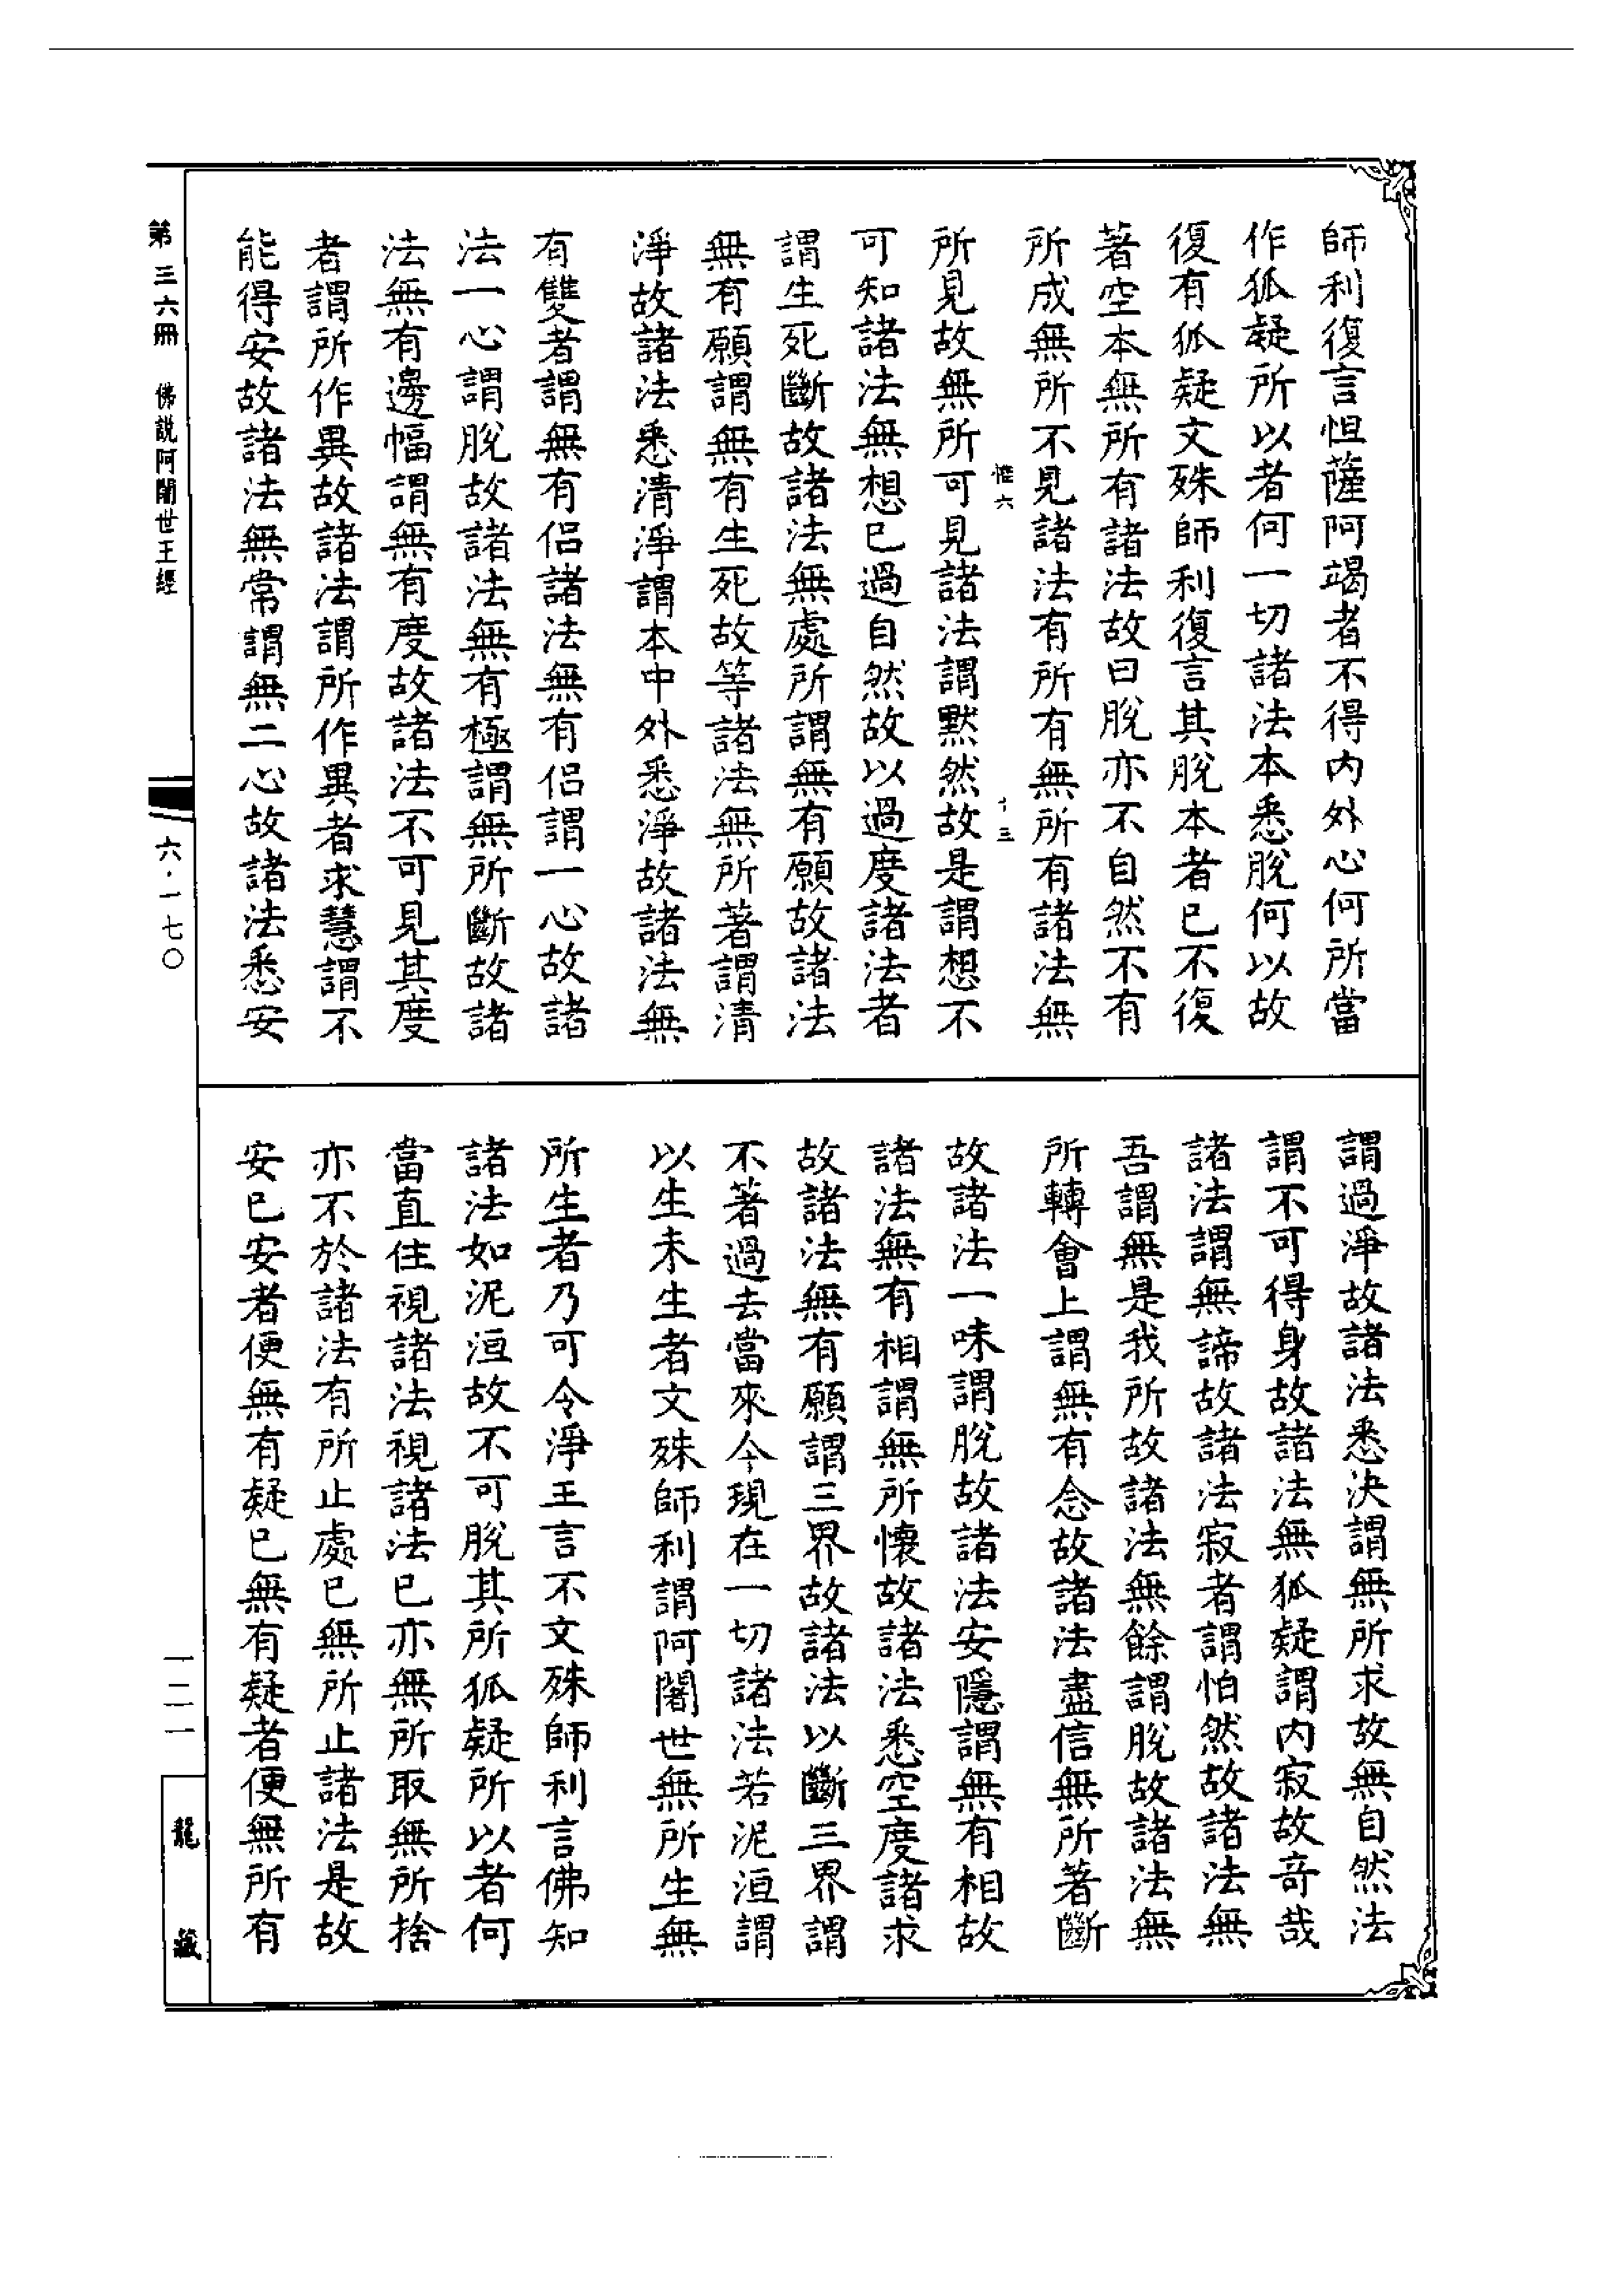 師利復言怛薩阿竭者不得內外心何所當
作狐疑所以者何一切諸法本悉脫何以故
復有狐疑文殊師利復言其脫本者已不復
著空本無所有諸法故曰脫亦不自然不有
所成無所不見諸法有所有無所有諸法無
惟六
十三
所見故無所可見諸法謂默然故是謂想不
可知諸法無想已過自然故以過度諸法者
謂生死斷故諸法無處所謂無有願故諸法
無有願謂無有生死故等諸法無所著謂清
淨故諸法悉清淨謂本中外悉淨故諸法無
有雙者謂無有侶諸法無有侶謂一心故諸
法一心謂脫故諸法無有極謂無所斷故諸
法無有邊幅謂無有度故諸法不可見其度
者謂所作異故諸法謂所作異者求慧謂不
能得安故諸法無常謂無二心故諸法悉安
謂過淨故諸法悉決謂無所求故無自然法
謂不可得身故諸法無狐疑謂內寂故奇哉
諸法謂無諦故諸法寂者謂怕然故諸法無
吾謂無是我所故諸法無餘謂脫故諸法無
所轉會上謂無有念故諸法盡信無所著斷
故諸法一味謂脫故諸法安隱謂無有相故
諸法無有相謂無所懷故諸法悉空度諸求
故諸法無有願謂三界故諸法以斷三界謂
不著過去當來今現在一切諸法若泥洹謂
以生未生者文殊師利謂阿闍世無所生無
所生者乃可令淨王言不文殊師利言佛知
諸法如泥洹故不可脫其所狐疑所以者何
當直住視諸法視諸法已亦無所取無所捨
亦不於諸法有所止處已無所止諸法是故
安已安者便無有疑已無有疑者便無所有
第三六冊 佛説阿闍世王經
六·一七〇
一二一
龍藏